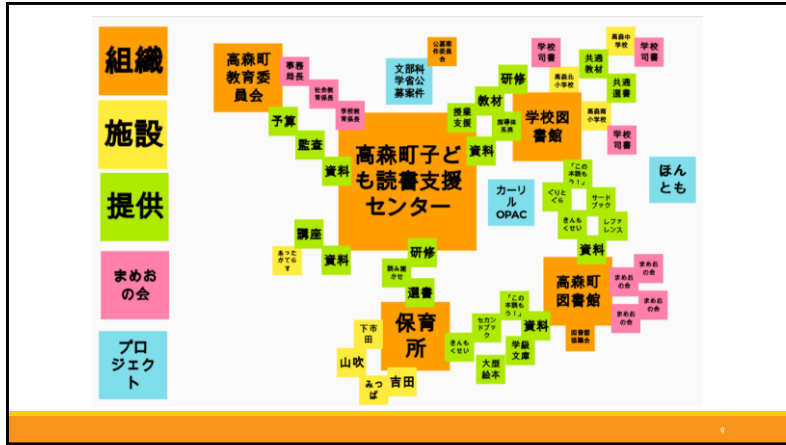 組織
施設
提供
まめお
の会
プロ
ジェク
ト
高森町
教育委
員会
事務
局長
社会教
育係長
学校教
育係長
予算
監査
資料
文部科
学省公
募案件
高森町子ど
も読書支援
センター
研修
教材
授業
支援
資料
学校図
書館
学校
司書
高森北
小学校
高森中
学校
学校
司書
共通
教材
共通
選書
高森南
小学校
学校
司書
ほん
とも
カーリ
ル
OPAC
「この
本読も
う！」
ぐりと
ぐら
サード
ブック
きんも
くせい
レファ
レンス
資料
高森町
図書館
まめお
の会
まめお
の会
まめお
の会
まめお
の会
図書館
協議会
講座
資料
あった
かてらす
研修
読み聞
かせ
選書
保育
所
下市
田
山吹
みつ
ば
吉田
「この
本読も
う！」
セカン
ドブッ
ク
資料
きんも
くせい
学級
文庫
大型
絵本
9